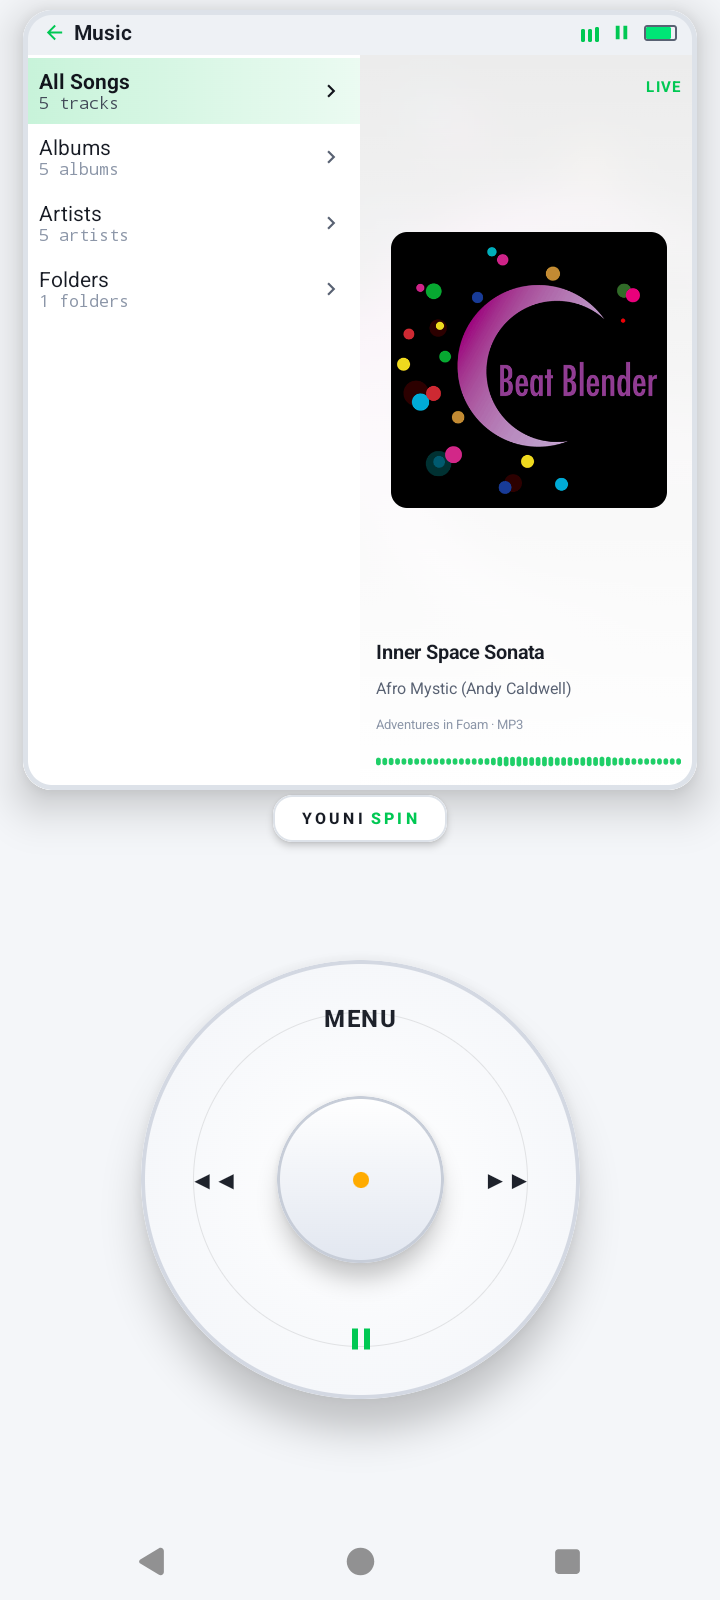 Music
All Songs
5 tracks
Albums
5 albums
Artists
5 artists
Folders
1 folders
LIVE
Beat Blender
Inner Space Sonata
Afro Mystic (Andy Caldwell)
Adventures in Foam · MP3
YOUNI SPIN
MENU